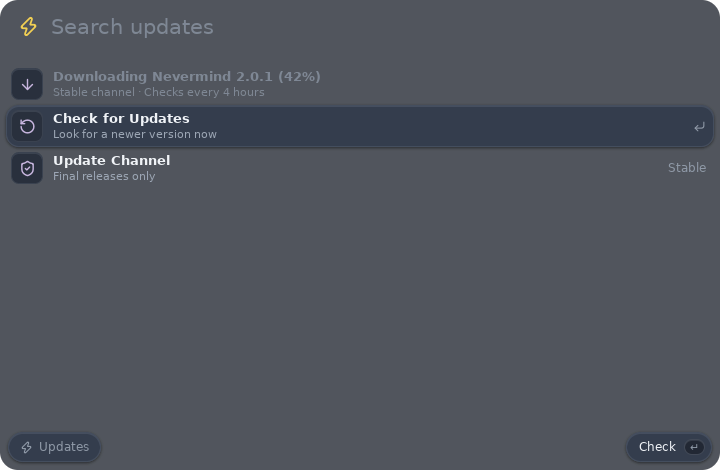 Search updates
Downloading Nevermind 2.0.1 (42%)
Stable channel · Checks every 4 hours
Check for Updates
Look for a newer version now
Update Channel
Final releases only
Stable
Updates
Check